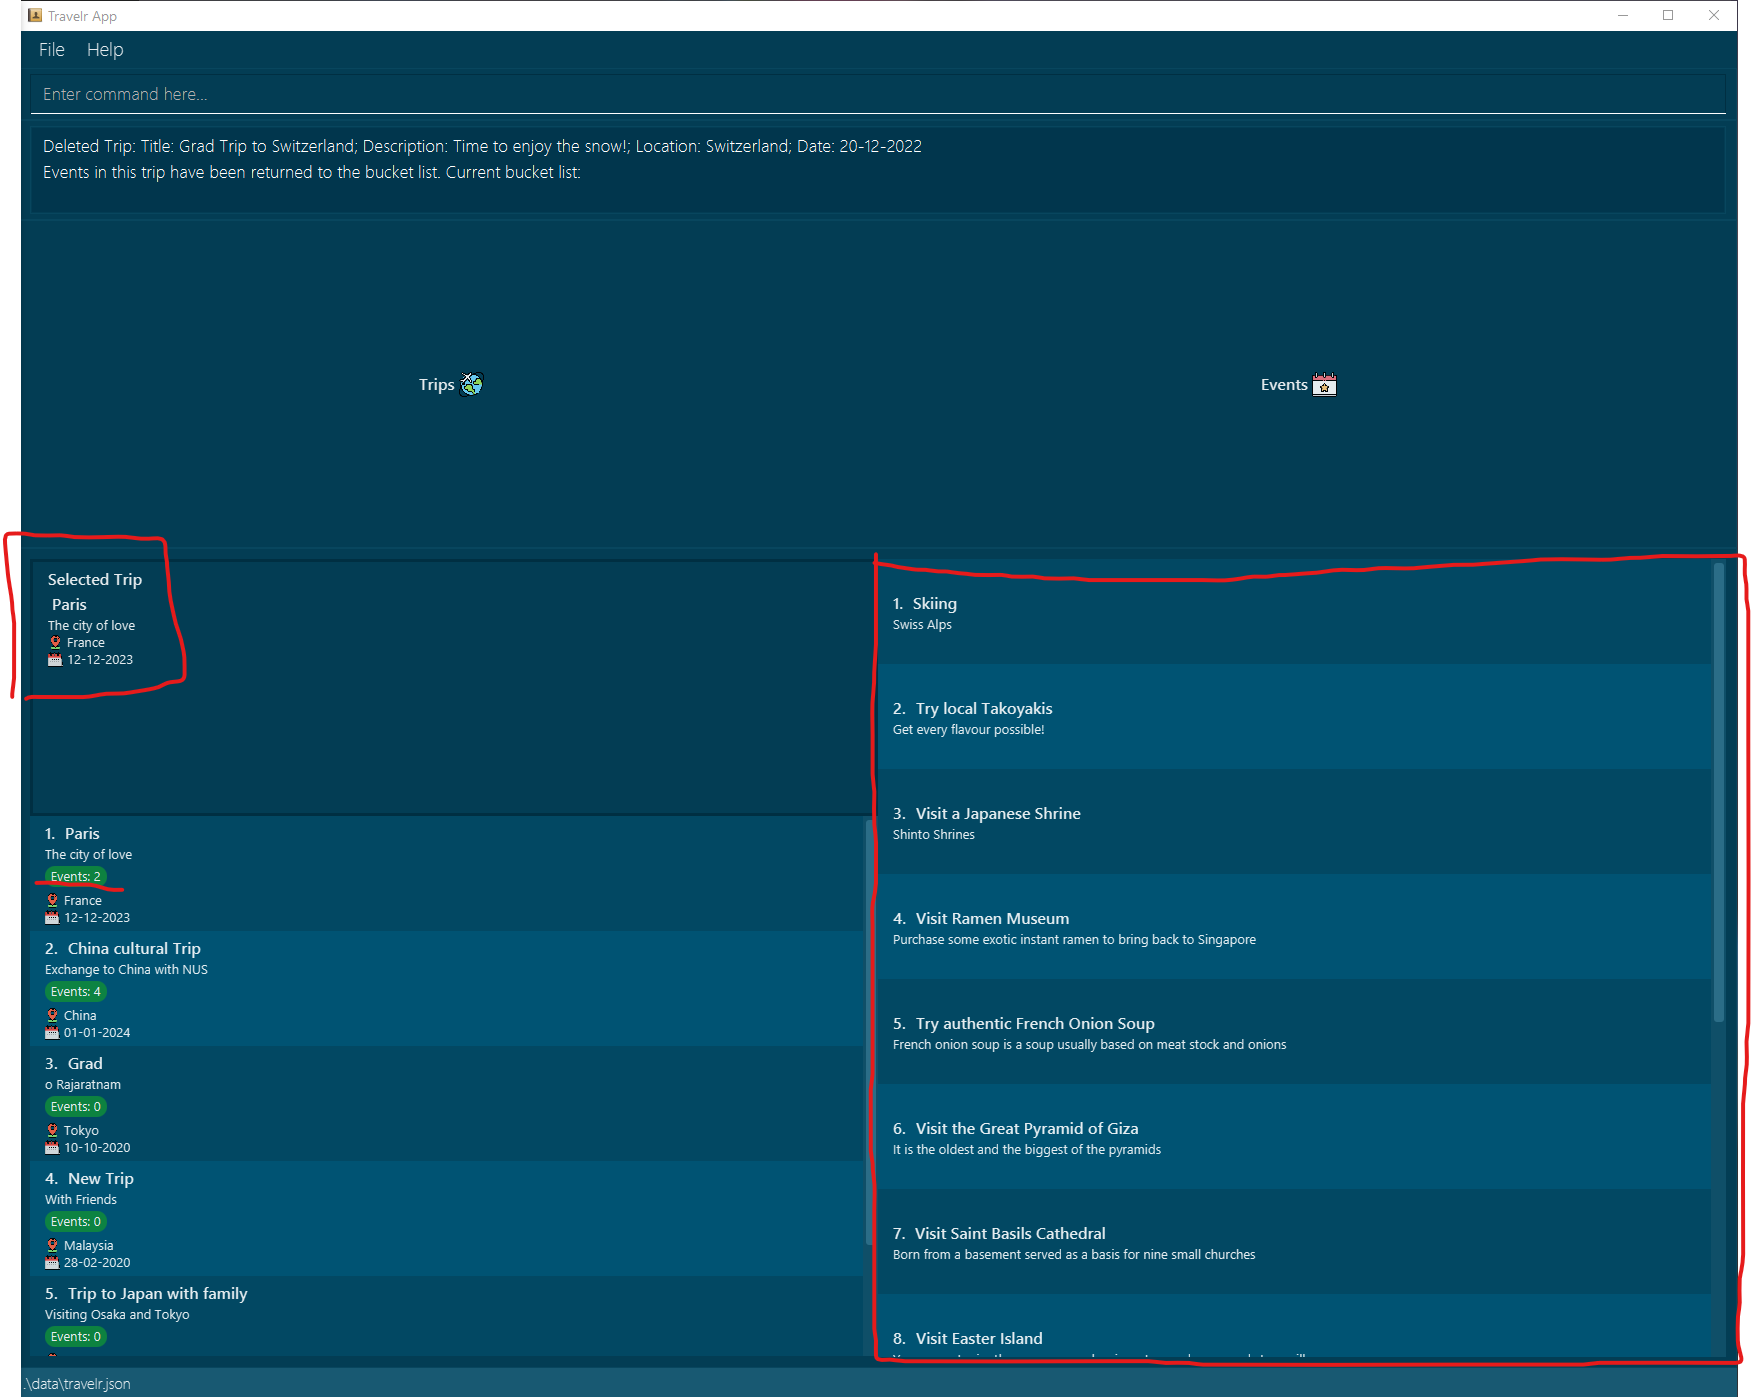 Travelr App
File Help
Enter command here...
Deleted Trip: Title: Grad Trip to Switzerland; Description: Time to enjoy the snow!; Location: Switzerland; Date: 20-12-2022
Events in this trip have been returned to the bucket list. Current bucket list:
Trips
Events
Selected Trip
Paris
The city of love
France
12-12-2023
1. Paris
The city of love
Events: 2
France
12-12-2023
2. China cultural Trip
Exchange to China with NUS
Events: 4
China
01-01-2024
3. Grad
o Rajaratnam
Events: 0
Tokyo
10-10-2020
4. New Trip
With Friends
Events: 0
Malaysia
28-02-2020
5. Trip to Japan with family
Visiting Osaka and Tokyo
Events: 0
1. Skiing
Swiss Alps
2. Try local Takoyakis
Get every flavour possible!
3. Visit a Japanese Shrine
Shinto Shrines
4. Visit Ramen Museum
Purchase some exotic instant ramen to bring back to Singapore
5. Try authentic French Onion Soup
French onion soup is a soup usually based on meat stock and onions
6. Visit the Great Pyramid of Giza
It is the oldest and the biggest of the pyramids
7. Visit Saint Basils Cathedral
Born from a basement served as a basis for nine small churches
8. Visit Easter Island
.\data\travelr.json